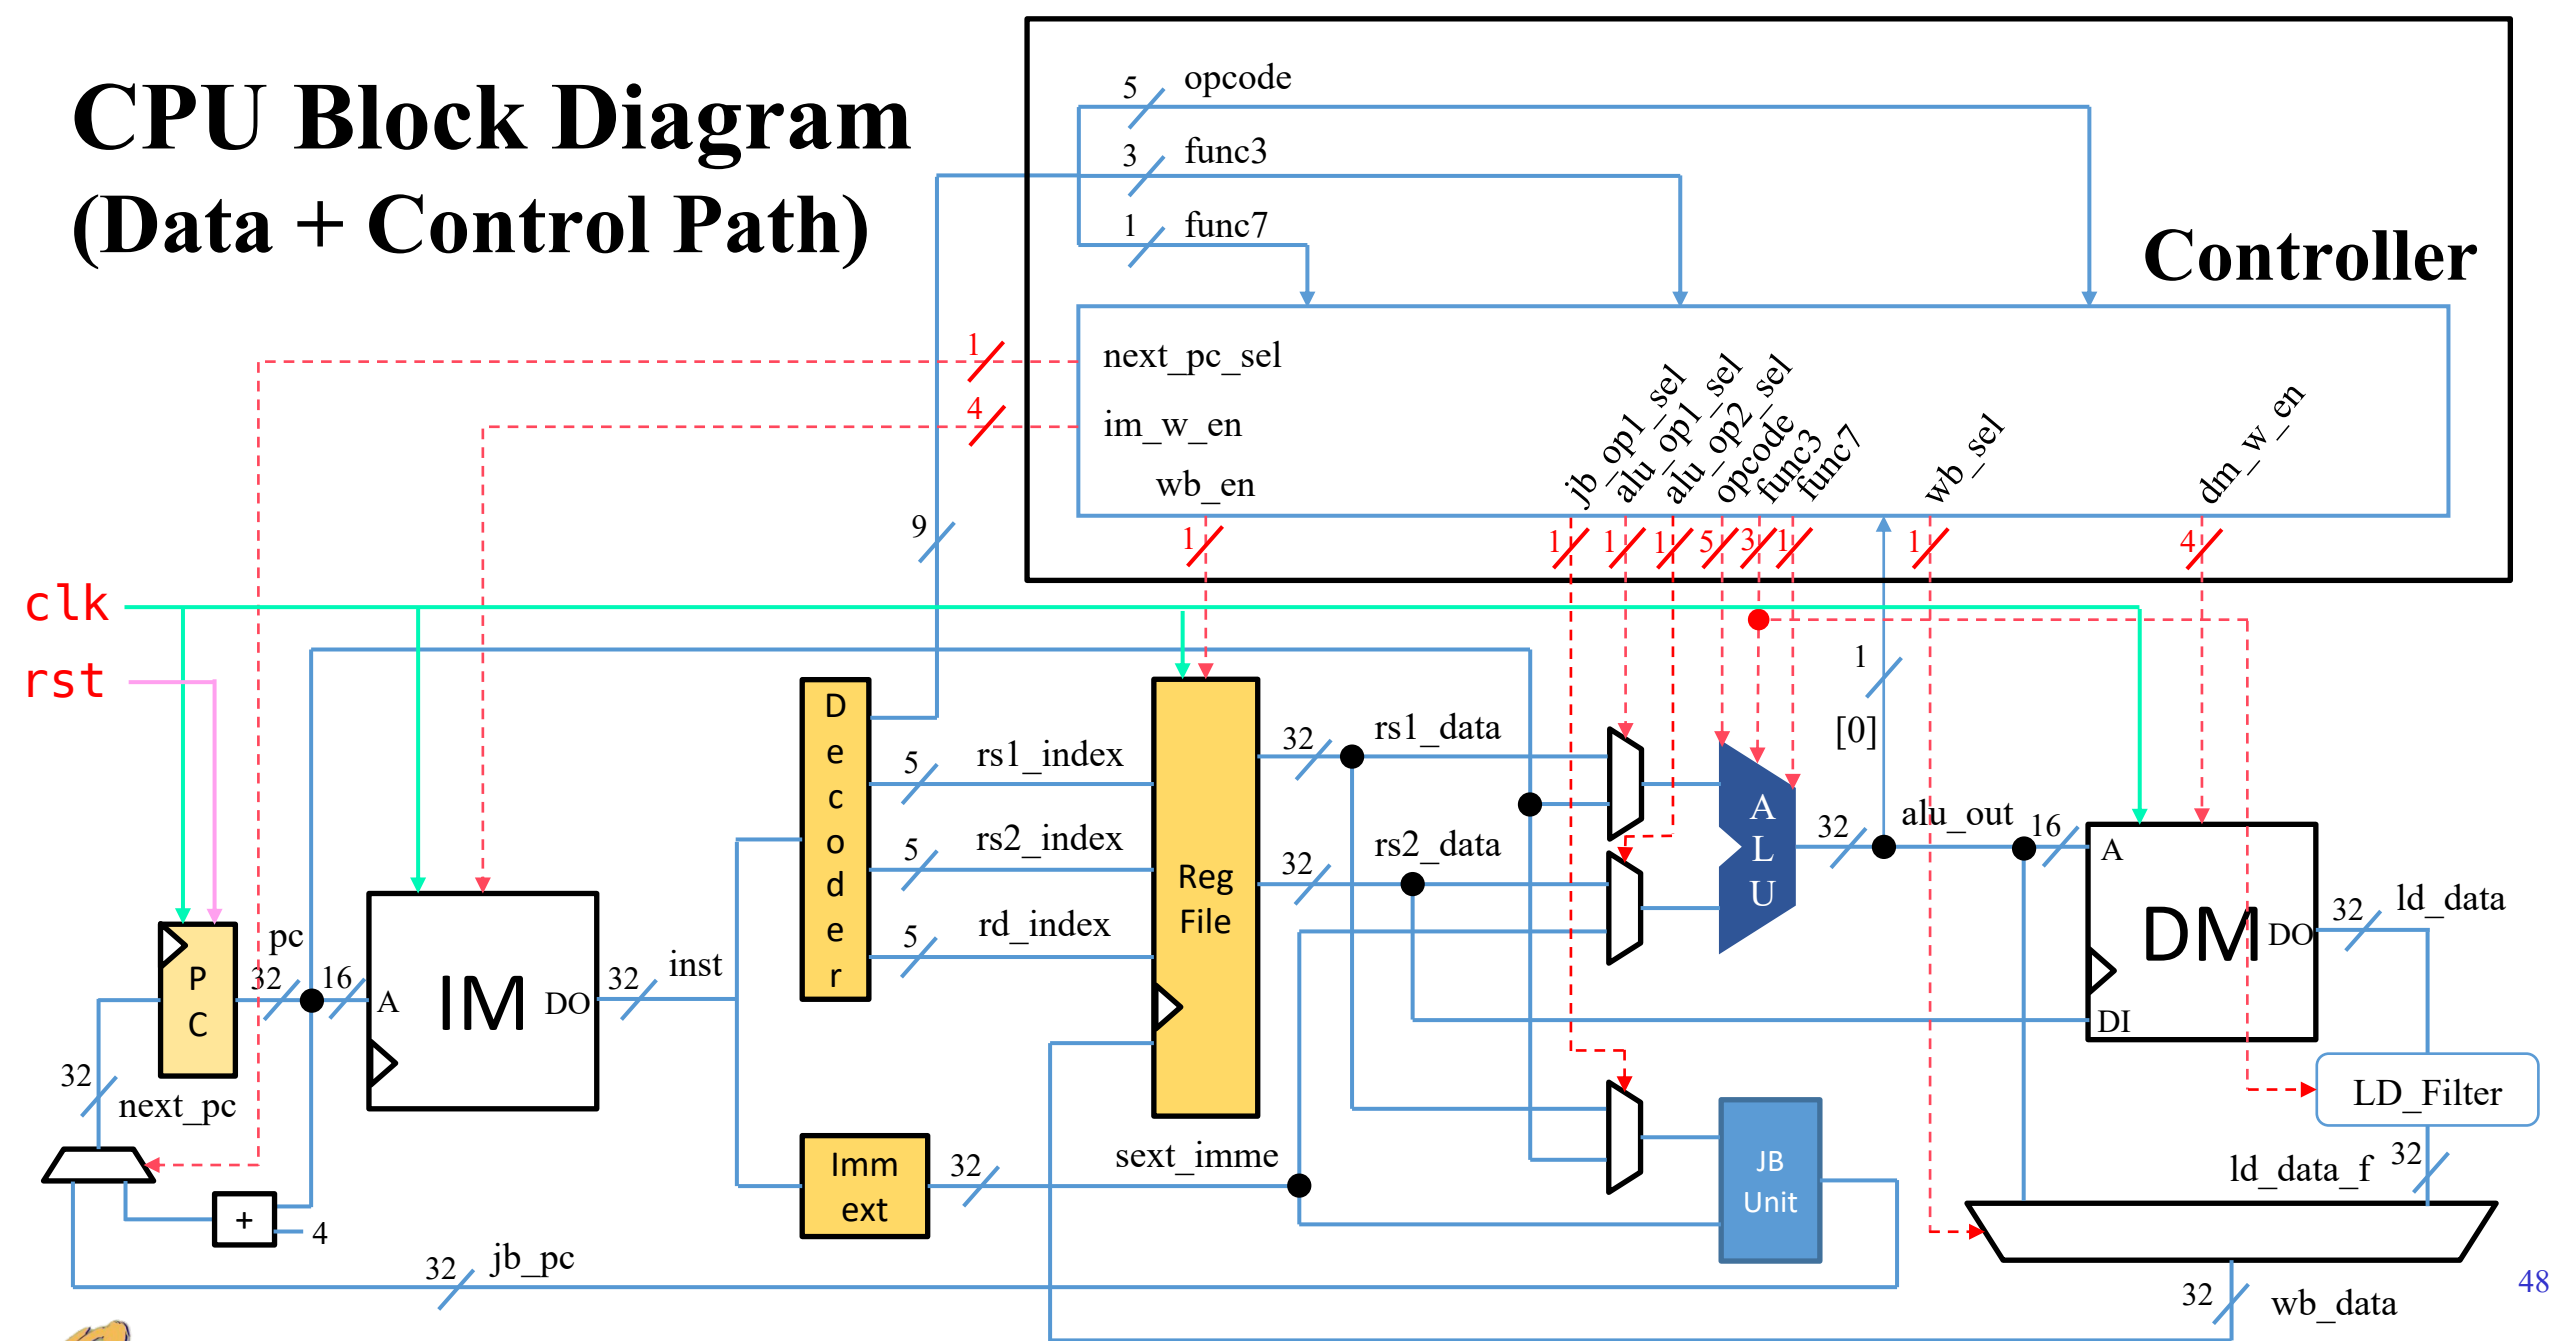 CPU Block Diagram
(Data + Control Path)
Controller
5 opcode
3 func3
1 func7
1 next_pc_sel
4 im_w_en
wb_en
jb_op1_sel
alu_op1_sel
alu_op2_sel
opcode
func3
func7
wb_sel
dm_w_en
9
1
1
1
1
5
3
1
1
4
clk
rst
1
[0]
Decoder
5 rs1_index
5 rs2_index
5 rd_index
Reg
File
32 rs1_data
32 rs2_data
ALU
32 alu_out 16
A
DM
DO
DI
32 ld_data
PC
pc
32
16
A
IM
DO
32 inst
32
next_pc
+
4
Imm
ext
32 sext_imme
JB
Unit
LD_Filter
ld_data_f 32
32 jb_pc
32 wb_data
48